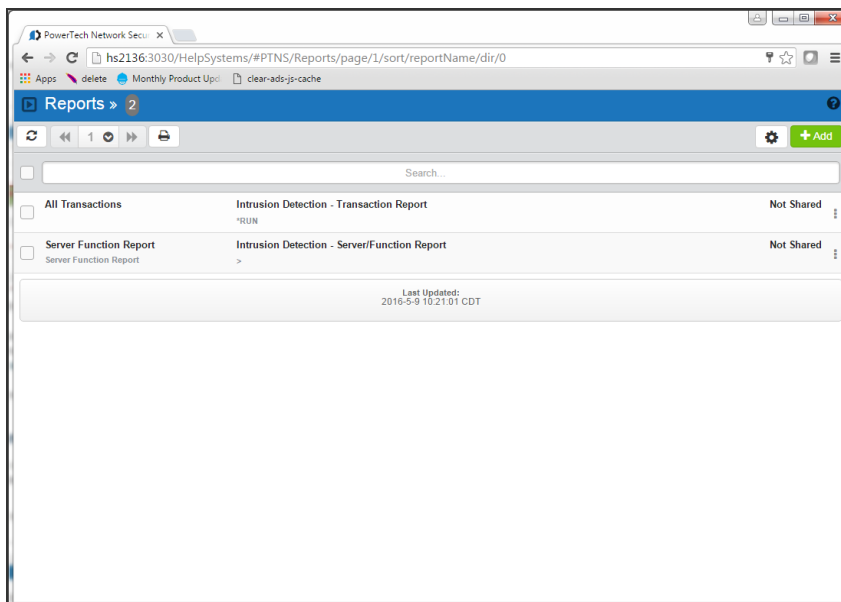 PowerTech Network Secu
hs2136:3030/HelpSystems/#PTNS/Reports/page/1/sort/reportName/dir/0
Apps delete Monthly Product Upd clear-ads-js-cache
Reports » 2
1
+ Add
Search...
All Transactions Intrusion Detection - Transaction Report Not Shared
*RUN
Server Function Report Intrusion Detection - Server/Function Report Not Shared
Server Function Report >
Last Updated:
2016-5-9 10:21:01 CDT